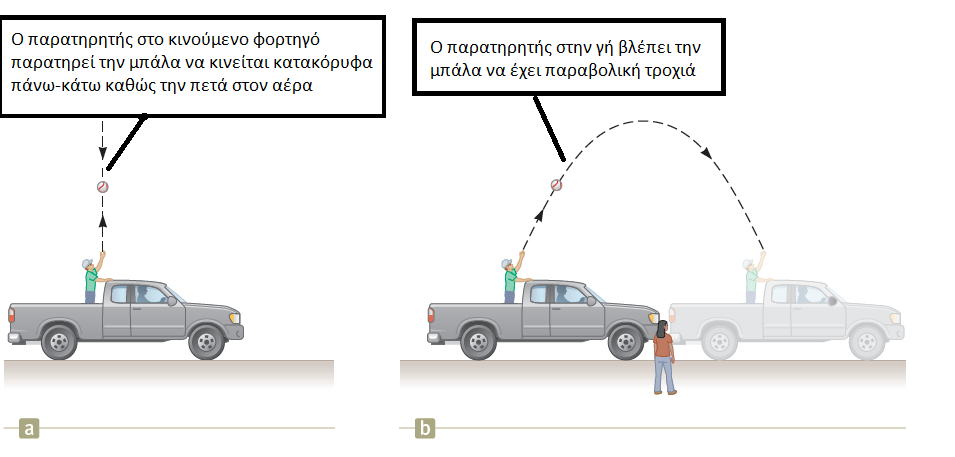 Ο παρατηρητής στο κινούμενο φορτηγό
παρατηρεί την μπάλα να κινείται κατακόρυφα
πάνω-κάτω καθώς την πετά στον αέρα
Ο παρατηρητής στην γή βλέπει την
μπάλα να έχει παραβολική τροχιά
a
b